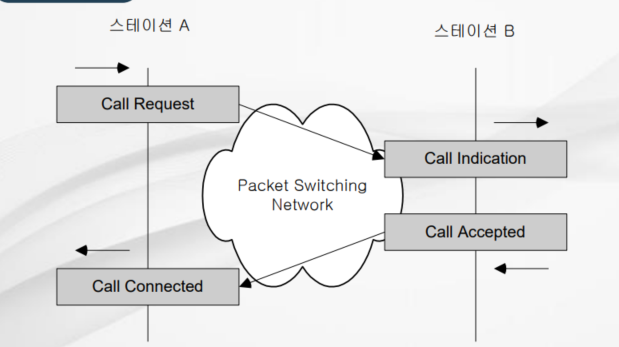 스테이션 A
스테이션 B
Call Request
Call Indication
Packet Switching
Network
Call Accepted
Call Connected